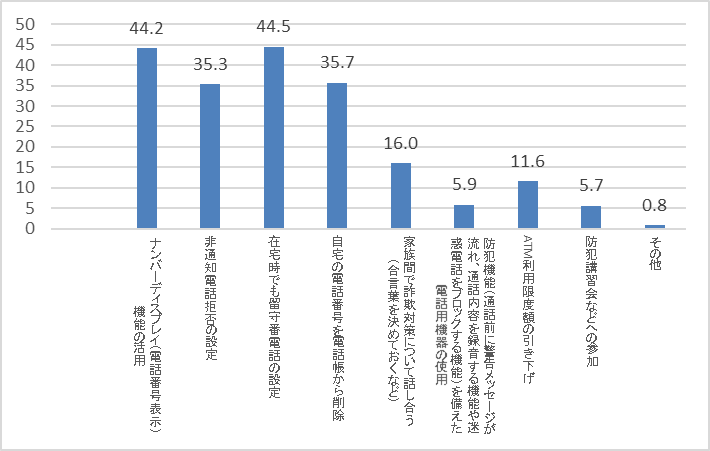 50
45
40
35
30
25
20
15
10
5
0
44.2
35.3
44.5
35.7
16.0
5.9
11.6
5.7
0.8
ナンバーディスプレイ(電話番号表示)
機能の活用
非通知電話拒否の設定
在宅時でも留守番電話の設定
自宅の電話番号を電話帳から削除
家族間で詐欺対策について話し合う
(合言葉を決めておくなど)
防犯機能(通話前に警告メッセージが
流れ、通話内容を録音する機能や迷
惑電話をブロックする機能)を備えた
電話用機器の使用
ATM利用限度額の引き下げ
防犯講習会などへの参加
その他